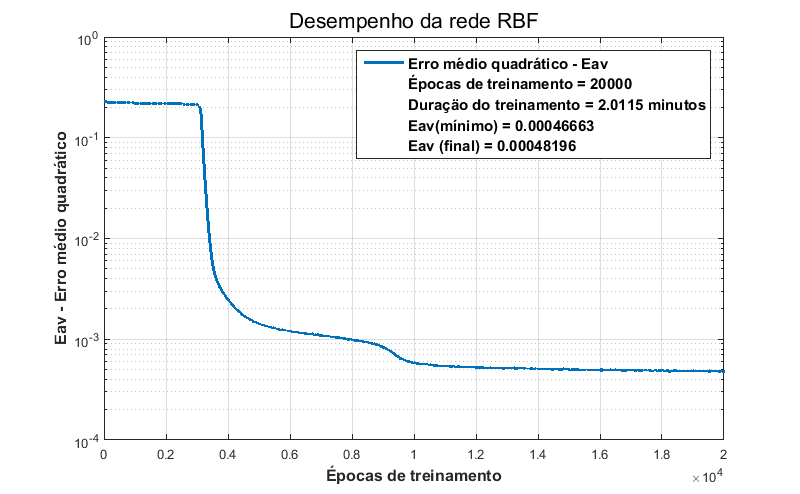 Desempenho da rede RBF
Erro médio quadrático - Eav
Épocas de treinamento = 20000
Duração do treinamento = 2.0115 minutos
Eav(mínimo) = 0.00046663
Eav (final) = 0.00048196
Eav - Erro médio quadrático
10^0
10^-1
10^-2
10^-3
10^-4
0 0.2 0.4 0.6 0.8 1 1.2 1.4 1.6 1.8 2
×10^4
Épocas de treinamento